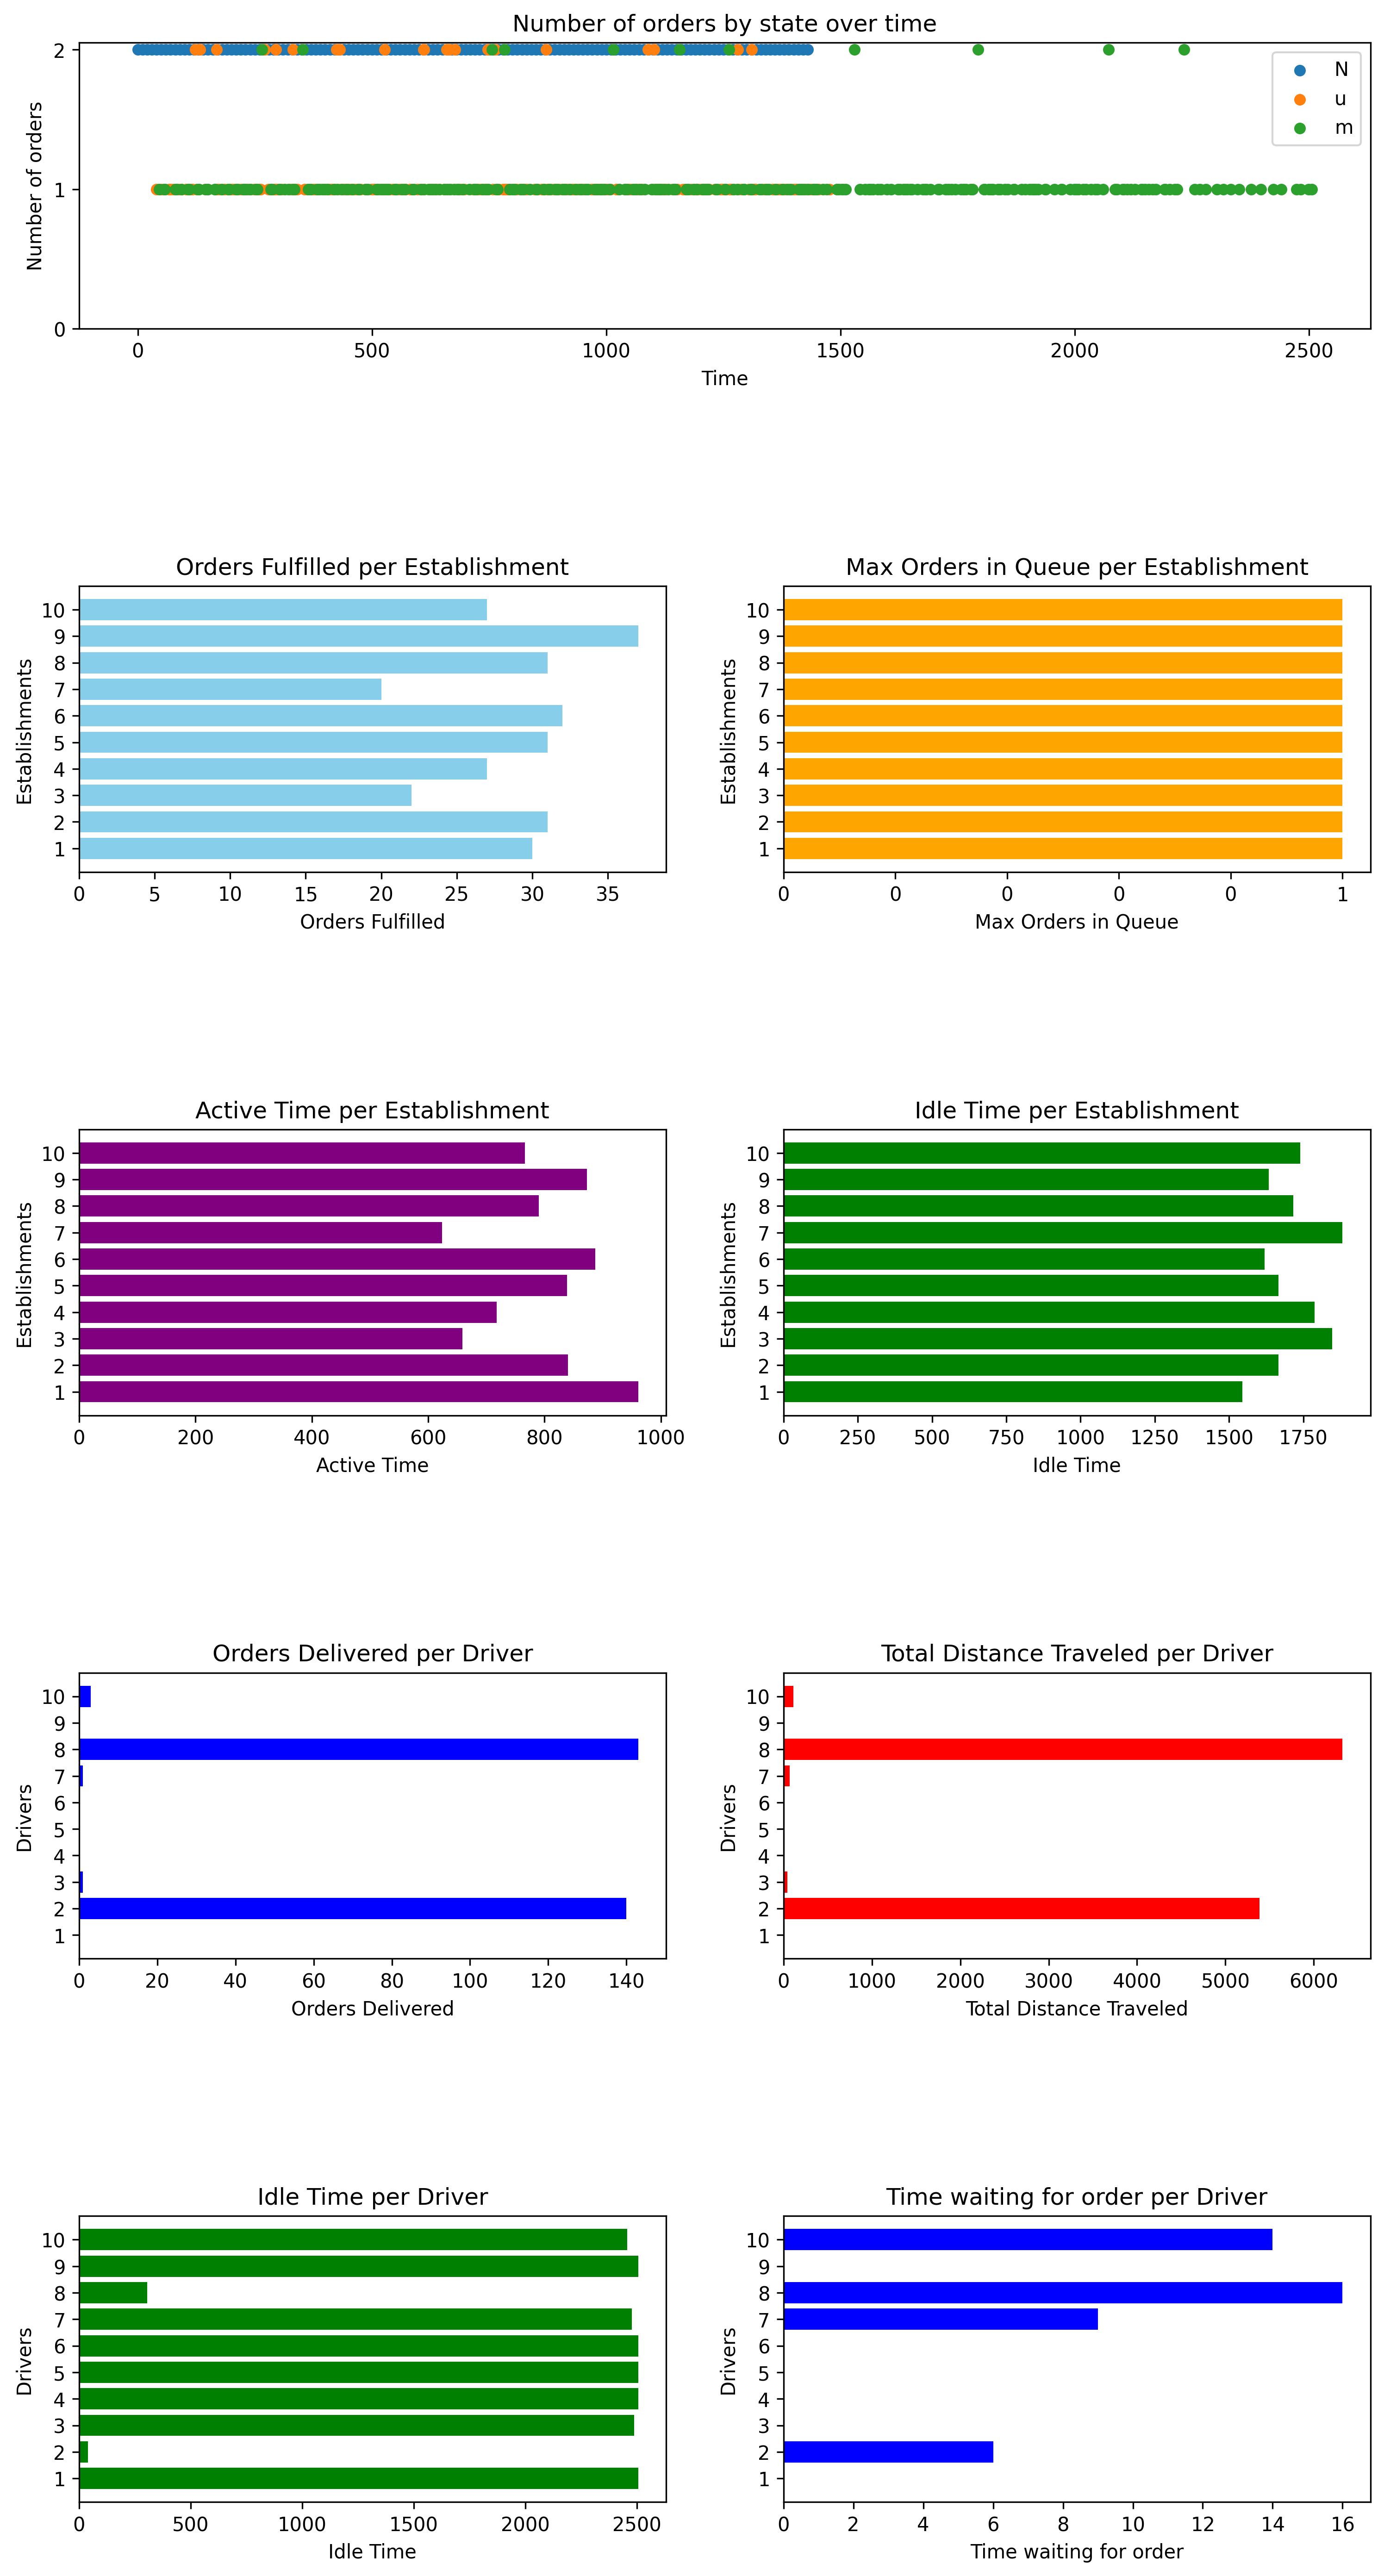 Number of orders by state over time
2
1
0
Number of orders
N
u
m
0 500 1000 1500 2000 2500
Time
Orders Fulfilled per Establishment
10
9
8
7
6
5
4
3
2
1
Establishments
0 5 10 15 20 25 30 35
Orders Fulfilled
Max Orders in Queue per Establishment
10
9
8
7
6
5
4
3
2
1
Establishments
0 0 0 0 0 1
Max Orders in Queue
Active Time per Establishment
10
9
8
7
6
5
4
3
2
1
Establishments
0 200 400 600 800 1000
Active Time
Idle Time per Establishment
10
9
8
7
6
5
4
3
2
1
Establishments
0 250 500 750 1000 1250 1500 1750
Idle Time
Orders Delivered per Driver
10
9
8
7
6
5
4
3
2
1
Drivers
0 20 40 60 80 100 120 140
Orders Delivered
Total Distance Traveled per Driver
10
9
8
7
6
5
4
3
2
1
Drivers
0 1000 2000 3000 4000 5000 6000
Total Distance Traveled
Idle Time per Driver
10
9
8
7
6
5
4
3
2
1
Drivers
0 500 1000 1500 2000 2500
Idle Time
Time waiting for order per Driver
10
9
8
7
6
5
4
3
2
1
Drivers
0 2 4 6 8 10 12 14 16
Time waiting for order